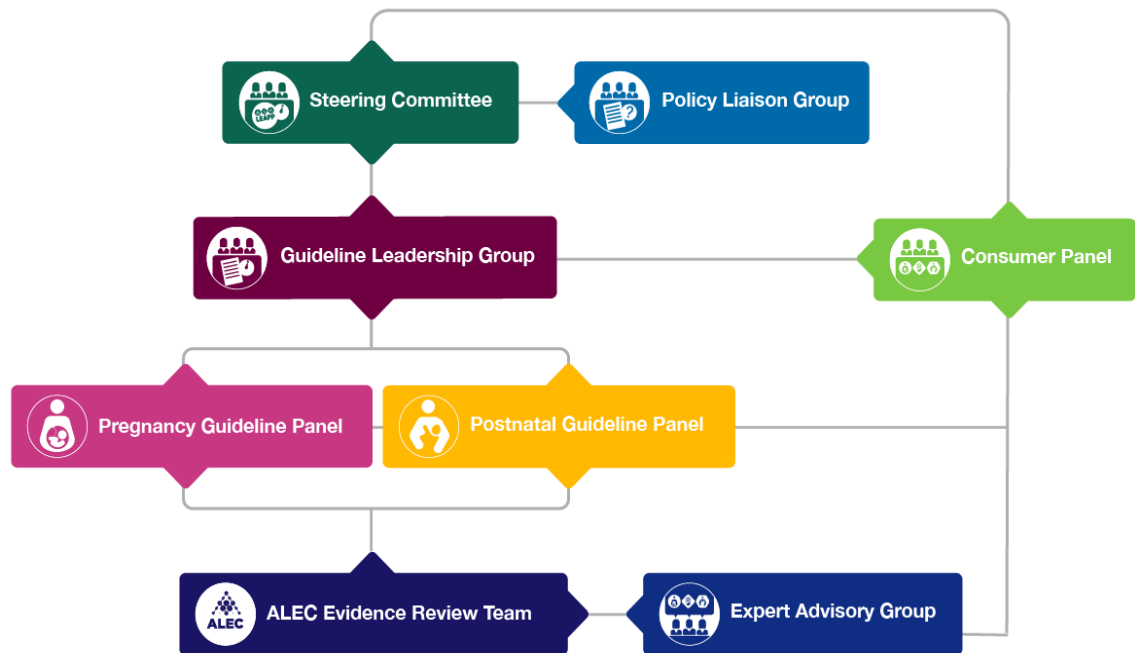 Steering Committee
LEAPP
Policy Liaison Group
?
Guideline Leadership Group
Consumer Panel
Pregnancy Guideline Panel
Postnatal Guideline Panel
ALEC
ALEC Evidence Review Team
Expert Advisory Group